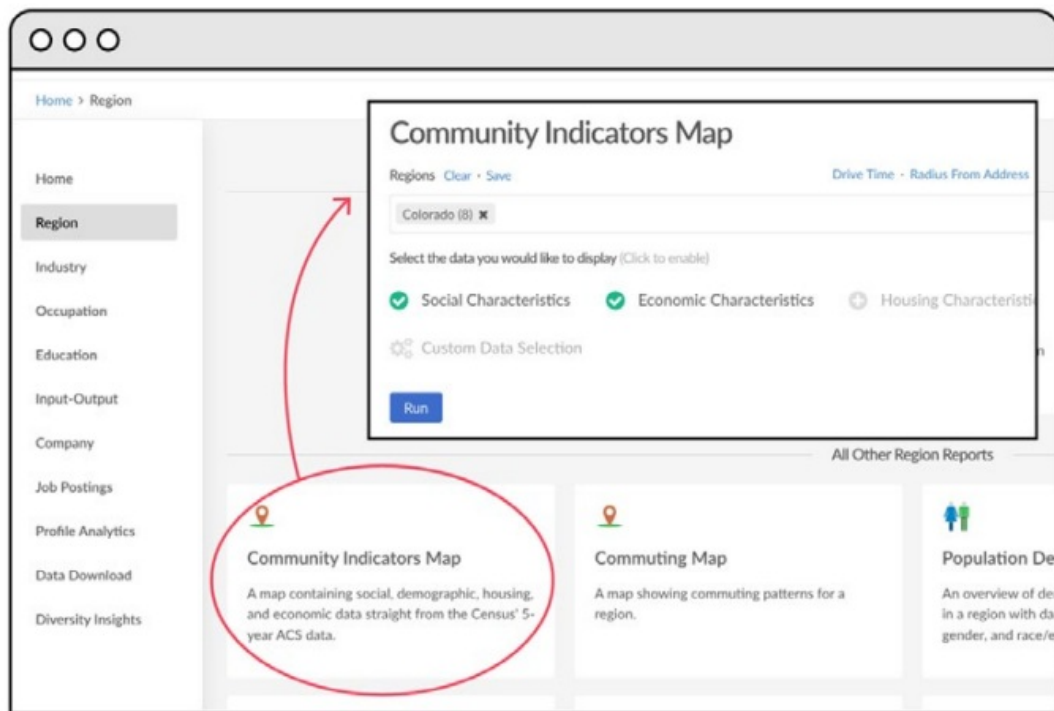 Home > Region
Home
Region
Industry
Occupation
Education
Input-Output
Company
Job Postings
Profile Analytics
Data Download
Diversity Insights
Community Indicators Map
Regions Clear · Save
Drive Time · Radius From Address
Colorado (8) ✖
Select the data you would like to display (Click to enable)
Social Characteristics
Economic Characteristics
Housing Characteristic
Custom Data Selection
Run
All Other Region Reports
Community Indicators Map
A map containing social, demographic, housing,
and economic data straight from the Census' 5-
year ACS data.
Commuting Map
A map showing commuting patterns for a
region.
Population De
An overview of de
in a region with da
gender, and race/e